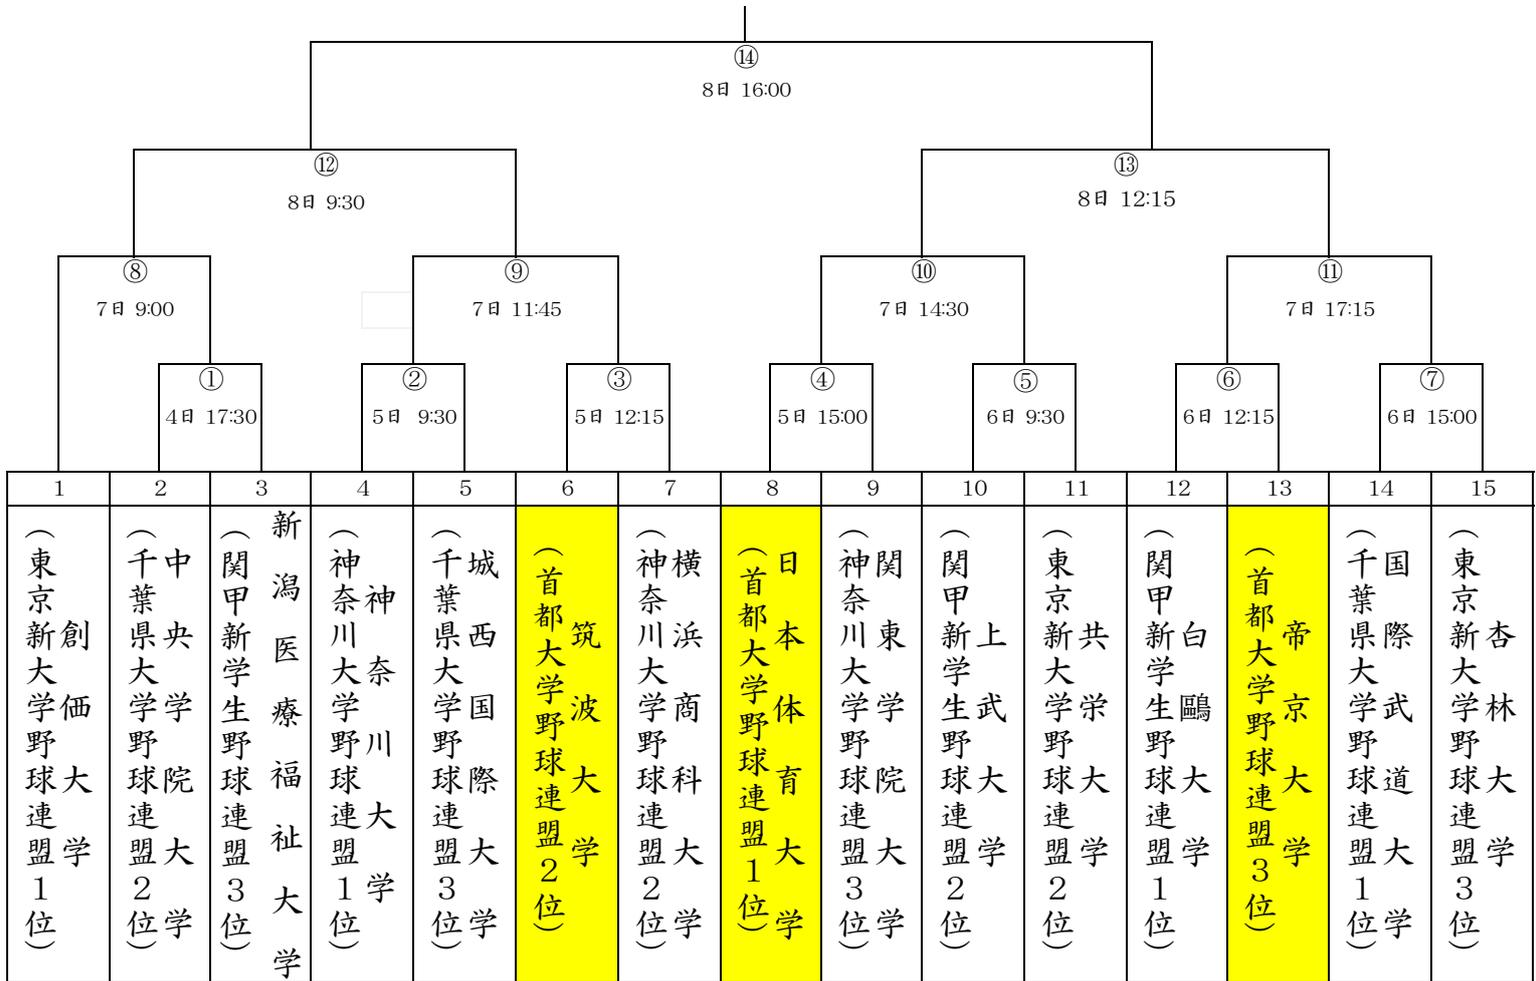 ⑭
8日 16:00
⑫
8日 9:30
⑬
8日 12:15
⑧
7日 9:00
⑨
7日 11:45
⑩
7日 14:30
⑪
7日 17:15
①
4日 17:30
②
5日 9:30
③
5日 12:15
④
5日 15:00
⑤
6日 9:30
⑥
6日 12:15
⑦
6日 15:00
1
2
3
4
5
6
7
8
9
10
11
12
13
14
15
創価大学
(東京新大学野球連盟1位)
中央学院大学
(千葉県大学野球連盟2位)
新潟医療福祉大学
(関甲新学生野球連盟3位)
神奈川大学
(神奈川大学野球連盟1位)
城西国際大学
(千葉県大学野球連盟3位)
筑波大学
(首都大学野球連盟2位)
横浜商科大学
(神奈川大学野球連盟2位)
日本体育大学
(首都大学野球連盟1位)
関東学院大学
(神奈川大学野球連盟3位)
上武大学
(関甲新学生野球連盟2位)
共栄大学
(東京新大学野球連盟2位)
白鷗大学
(関甲新学生野球連盟1位)
帝京大学
(首都大学野球連盟3位)
国際武道大学
(千葉県大学野球連盟1位)
杏林大学
(東京新大学野球連盟3位)